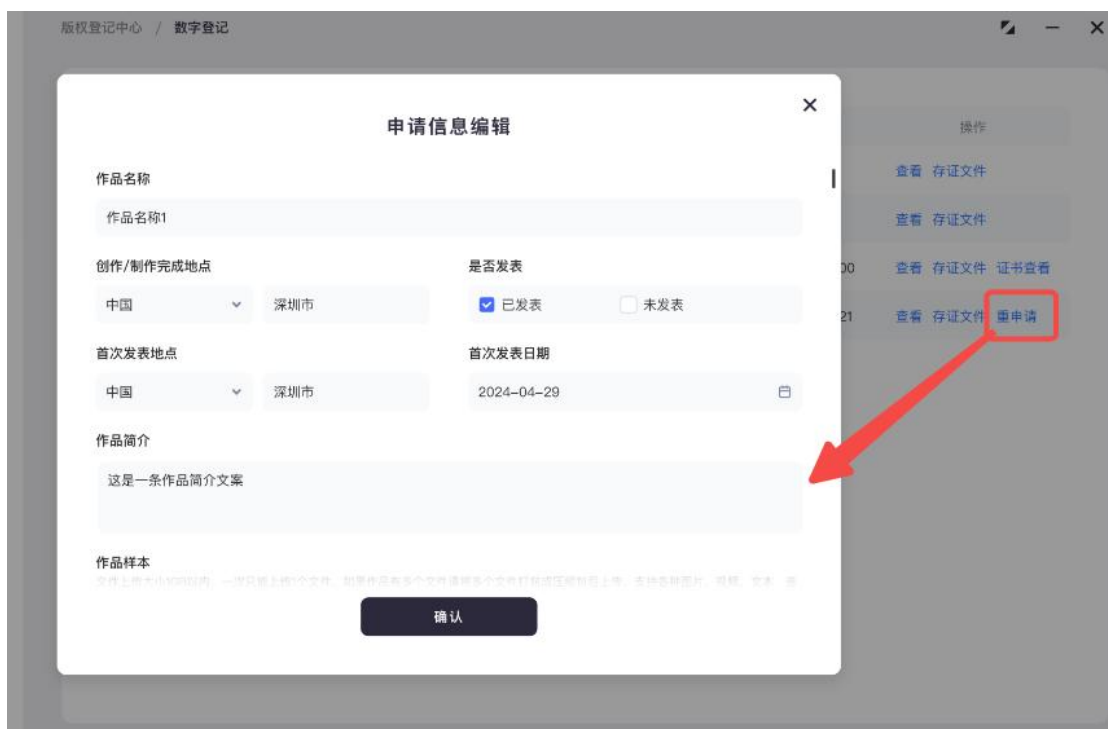 版权登记中心 / 数字登记
申请信息编辑
操作
作品名称
查看 存证文件
作品名称1
查看 存证文件
创作/制作完成地点 是否发表
00 查看 存证文件 证书查看
中国 深圳市 已发表 未发表
21 查看 存证文件 重申请
首次发表地点 首次发表日期
中国 深圳市 2024-04-29
作品简介
这是一条作品简介文案
作品样本
确认